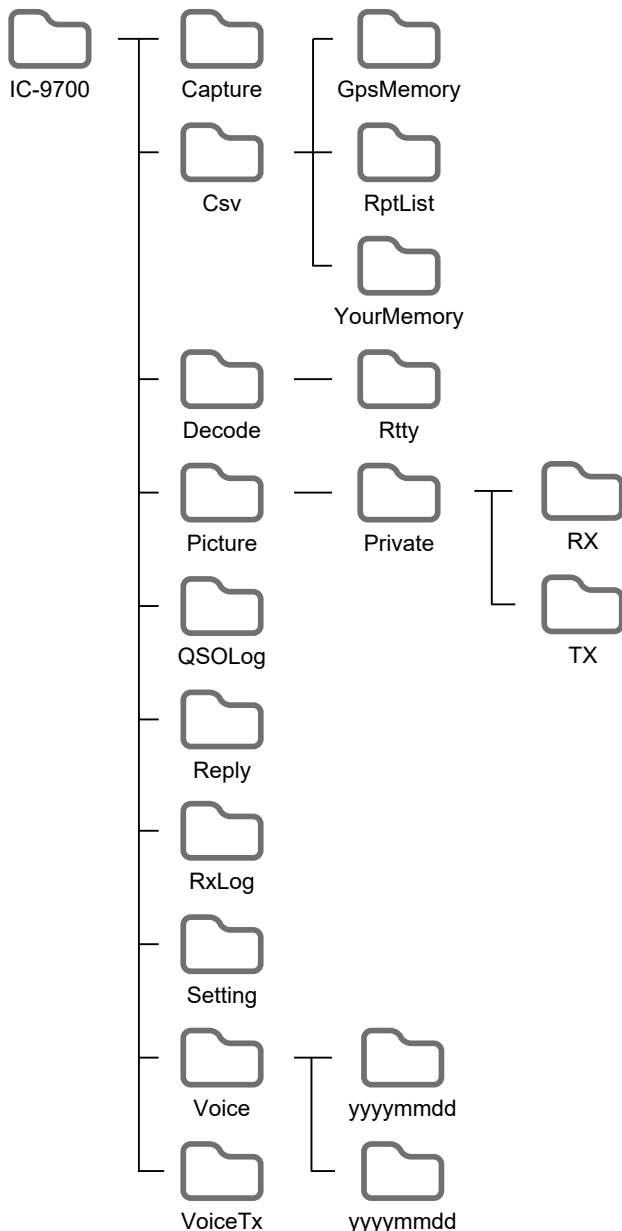 IC-9700
Capture
GpsMemory
Csv
RptList
YourMemory
Decode
Rtty
Picture
Private
RX
TX
QSOLog
Reply
RxLog
Setting
Voice
yyyymmdd
VoiceTx
yyyymmdd